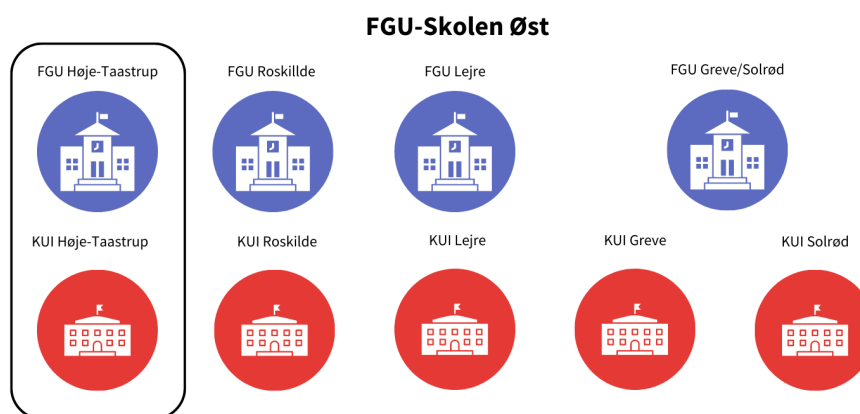 FGU-Skolen Øst
FGU Høje-Taastrup
FGU Roskillde
FGU Lejre
FGU Greve/Solrød
KUI Høje-Taastrup
KUI Roskilde
KUI Lejre
KUI Greve
KUI Solrød